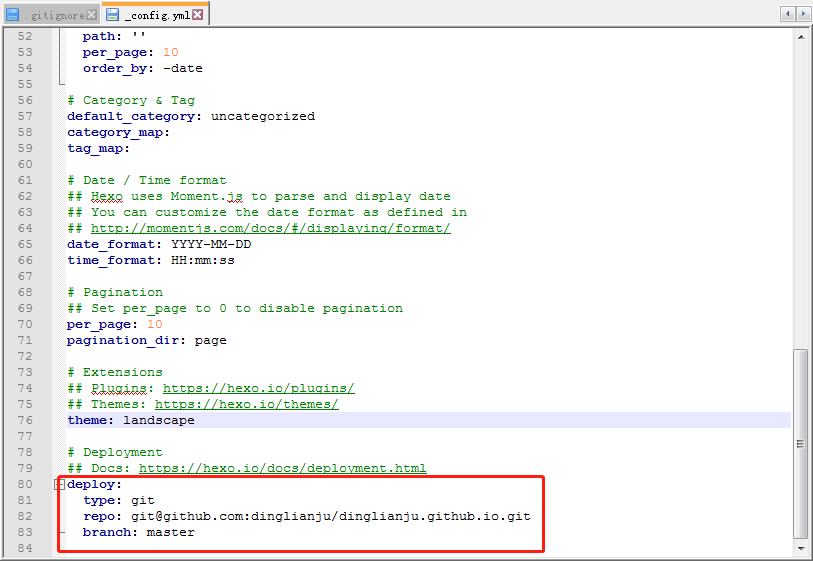 .gitignore
_config.yml
52 path: ''
53 per_page: 10
54 order_by: -date
55
56 # Category & Tag
57 default_category: uncategorized
58 category_map:
59 tag_map:
60
61 # Date / Time format
62 ## Hexo uses Moment.js to parse and display date
63 ## You can customize the date format as defined in
64 ## http://momentjs.com/docs/#/displaying/format/
65 date_format: YYYY-MM-DD
66 time_format: HH:mm:ss
67
68 # Pagination
69 ## Set per_page to 0 to disable pagination
70 per_page: 10
71 pagination_dir: page
72
73 # Extensions
74 ## Plugins: https://hexo.io/plugins/
75 ## Themes: https://hexo.io/themes/
76 theme: landscape
77
78 # Deployment
79 ## Docs: https://hexo.io/docs/deployment.html
80 deploy:
81 type: git
82 repo: git@github.com:dinglianju/dinglianju.github.io.git
83 branch: master
84